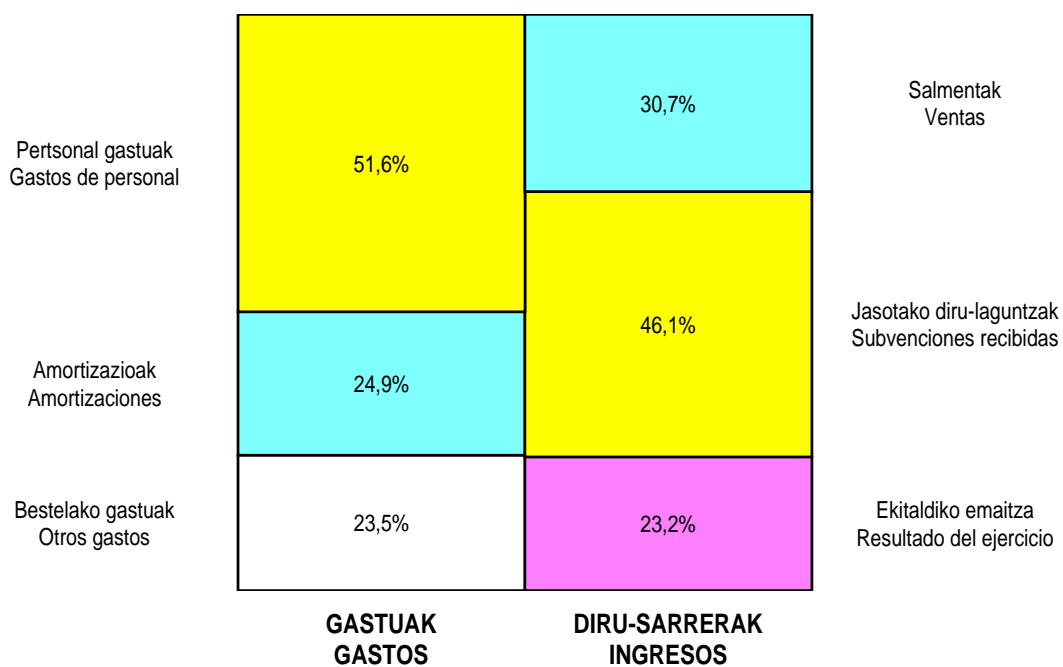 30,7%
Salmentak
Ventas
Pertsonal gastuak
Gastos de personal
51,6%
Jasotako diru-laguntzak
Subvenciones recibidas
46,1%
Amortizazioak
Amortizaciones
24,9%
Bestelako gastuak
Otros gastos
23,5%
23,2%
Ekitaldiko emaitza
Resultado del ejercicio
GASTUAK
GASTOS
DIRU-SARRERAK
INGRESOS